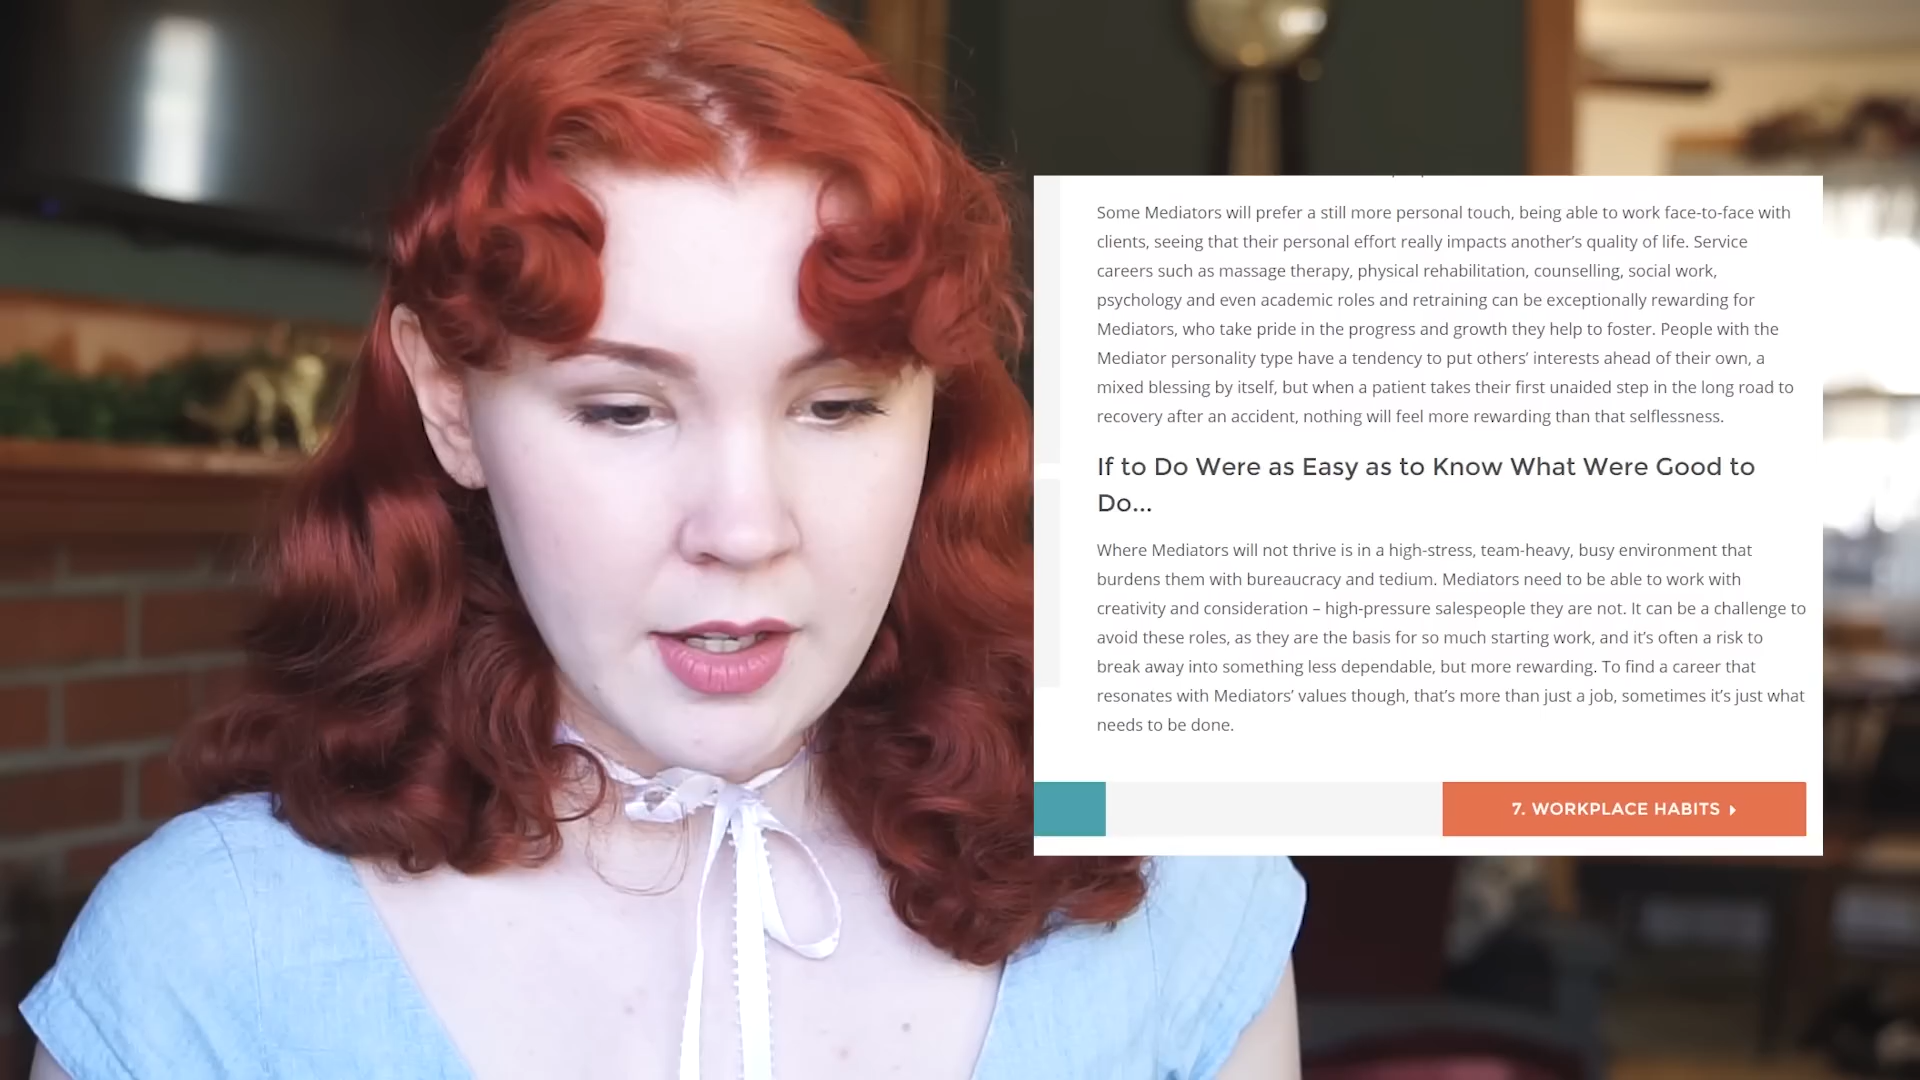 Some Mediators will prefer a still more personal touch, being able to work face-to-face with
clients, seeing that their personal effort really impacts another’s quality of life. Service
careers such as massage therapy, physical rehabilitation, counselling, social work,
psychology and even academic roles and retraining can be exceptionally rewarding for
Mediators, who take pride in the progress and growth they help to foster. People with the
Mediator personality type have a tendency to put others’ interests ahead of their own, a
mixed blessing by itself, but when a patient takes their first unaided step in the long road to
recovery after an accident, nothing will feel more rewarding than that selflessness.
If to Do Were as Easy as to Know What Were Good to
Do...
Where Mediators will not thrive is in a high-stress, team-heavy, busy environment that
burdens them with bureaucracy and tedium. Mediators need to be able to work with
creativity and consideration – high-pressure salespeople they are not. It can be a challenge to
avoid these roles, as they are the basis for so much starting work, and it’s often a risk to
break away into something less dependable, but more rewarding. To find a career that
resonates with Mediators’ values though, that’s more than just a job, sometimes it’s just what
needs to be done.
7. WORKPLACE HABITS